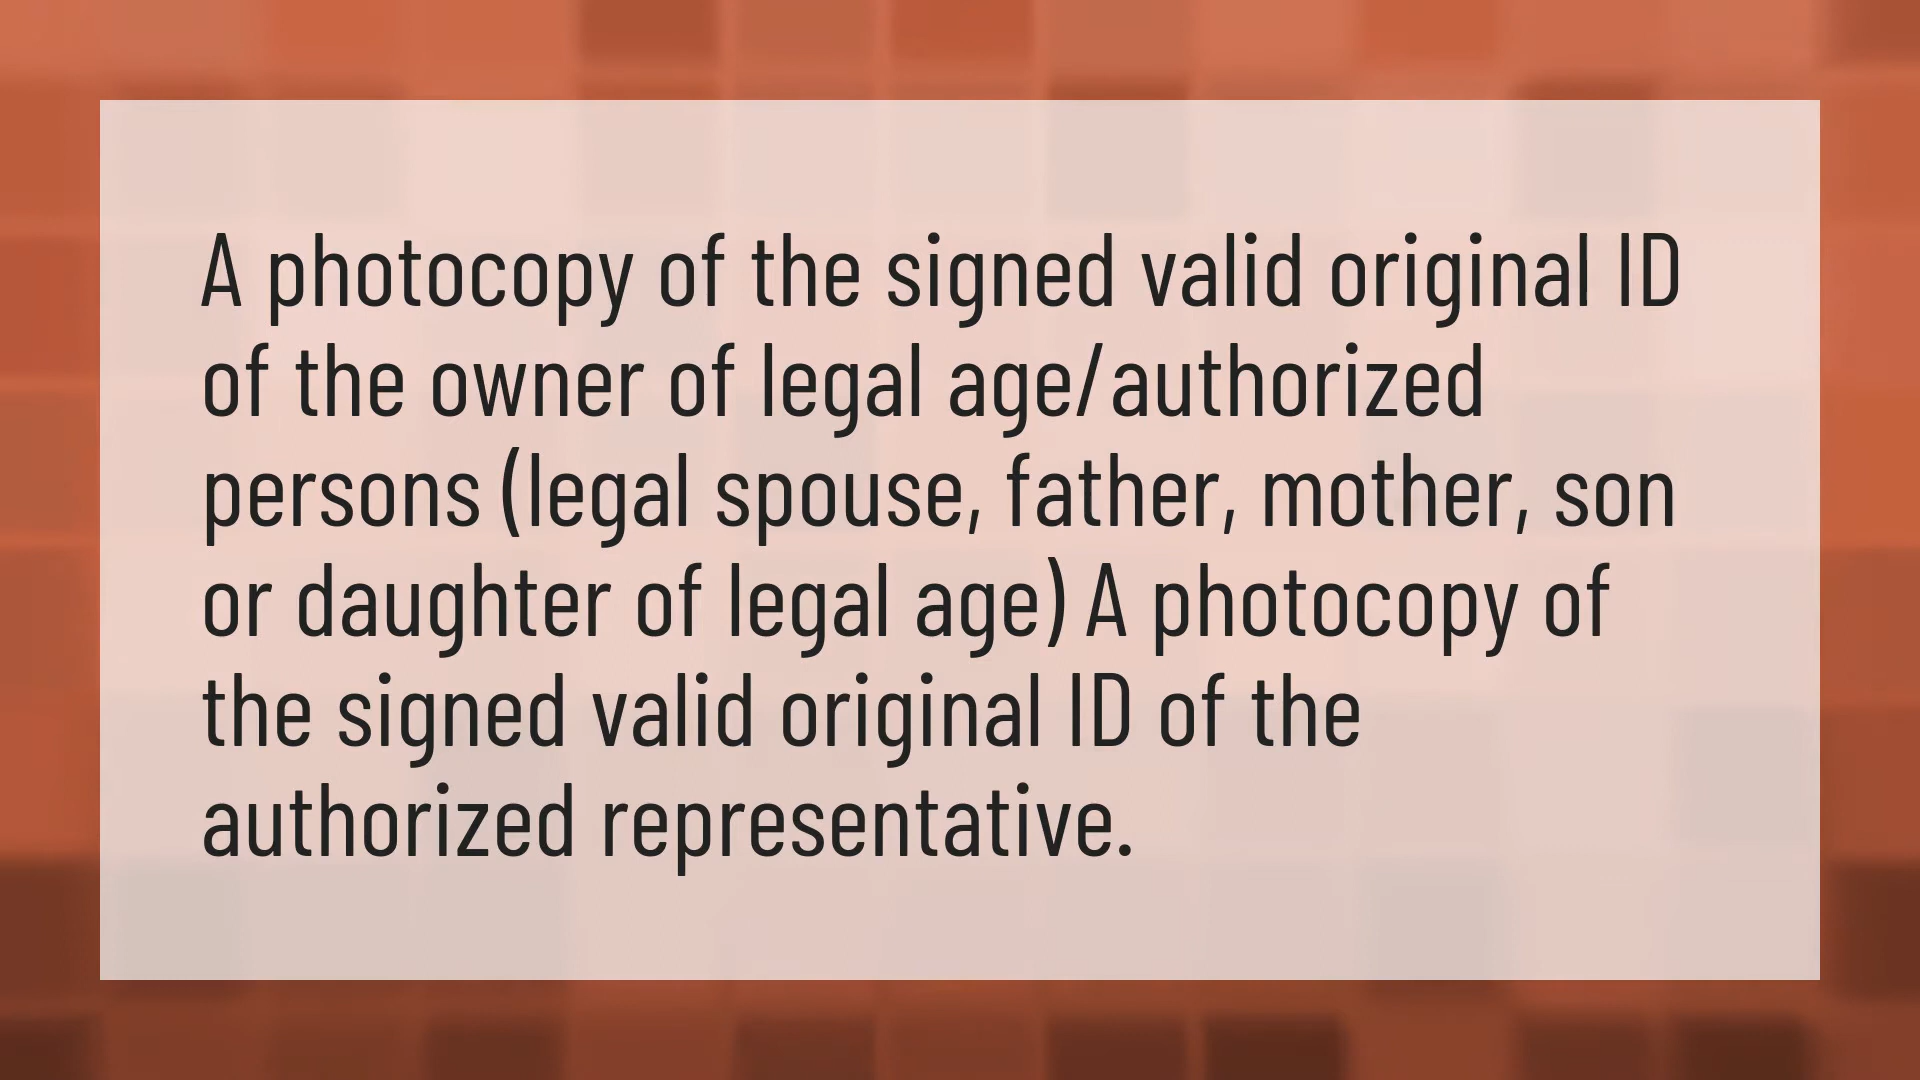 A photocopy of the signed valid original ID
of the owner of legal age/authorized
persons (legal spouse, father, mother, son
or daughter of legal age) A photocopy of
the signed valid original ID of the
authorized representative.